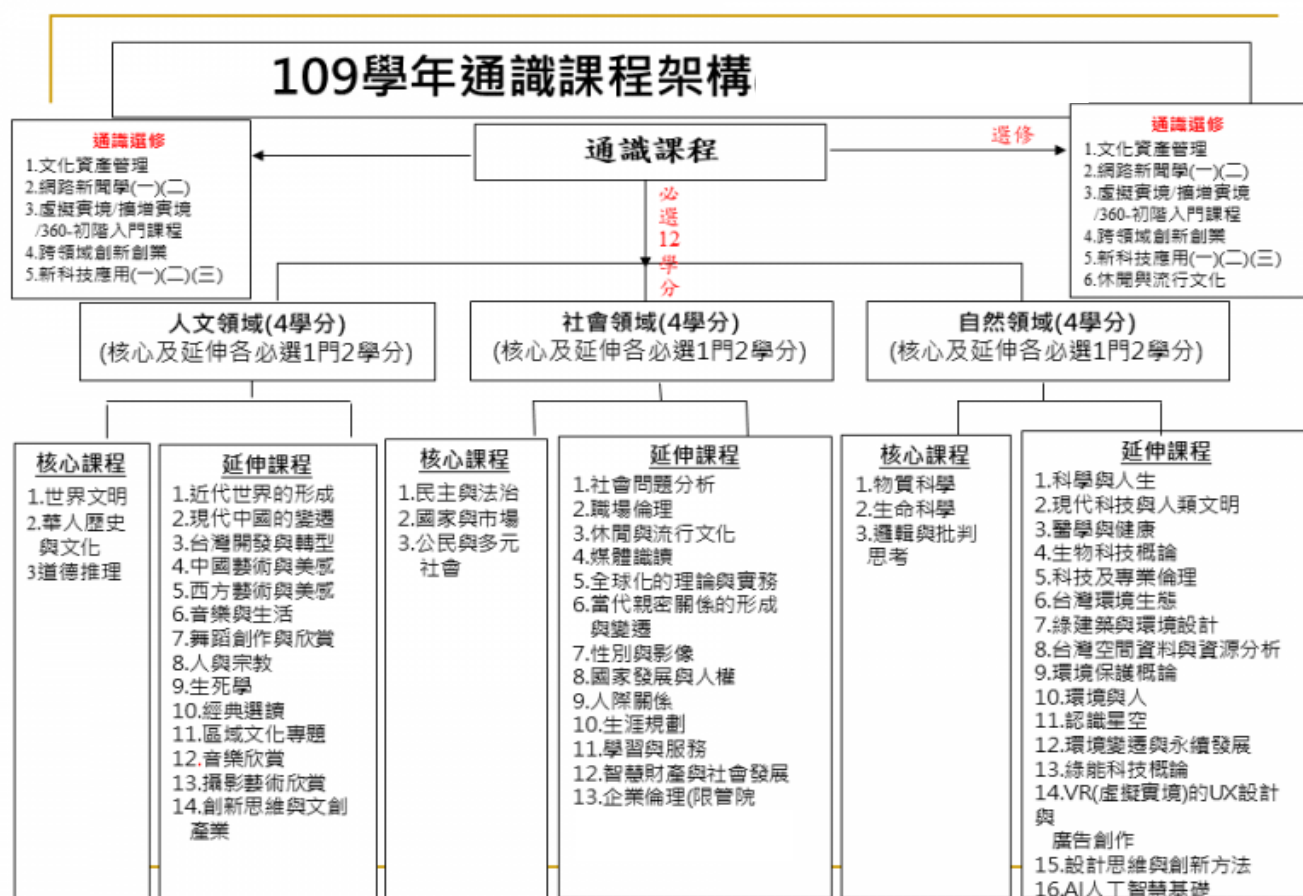 109學年通識課程架構
通識選修
1.文化資產管理
2.網路新聞學(一)(二)
3.虛擬實境/擴增實境
/360-初階入門課程
4.跨領域創新創業
5.新科技應用(一)(二)(三)
通識課程
選修
通識選修
1.文化資產管理
2.網路新聞學(一)(二)
3.虛擬實境/擴增實境
/360-初階入門課程
4.跨領域創新創業
5.新科技應用(一)(二)(三)
6.休閒與流行文化
必
選
12
學
分
人文領域(4學分)
(核心及延伸各必選1門2學分)
社會領域(4學分)
(核心及延伸各必選1門2學分)
自然領域(4學分)
(核心及延伸各必選1門2學分)
核心課程
1.世界文明
2.華人歷史
與文化
3道德推理
延伸課程
1.近代世界的形成
2.現代中國的變遷
3.台灣開發與轉型
4.中國藝術與美感
5.西方藝術與美感
6.音樂與生活
7.舞蹈創作與欣賞
8.人與宗教
9.生死學
10.經典選讀
11.區域文化專題
12.音樂欣賞
13.攝影藝術欣賞
14.創新思維與文創
產業
核心課程
1.民主與法治
2.國家與市場
3.公民與多元
社會
延伸課程
1.社會問題分析
2.職場倫理
3.休閒與流行文化
4.媒體識讀
5.全球化的理論與實務
6.當代親密關係的形成
與變遷
7.性別與影像
8.國家發展與人權
9.人際關係
10.生涯規劃
11.學習與服務
12.智慧財產與社會發展
13.企業倫理(限管院
核心課程
1.物質科學
2.生命科學
3.邏輯與批判
思考
延伸課程
1.科學與人生
2.現代科技與人類文明
3.醫學與健康
4.生物科技概論
5.科技及專業倫理
6.台灣環境生態
7.綠建築與環境設計
8.台灣空間資料與資源分析
9.環境保護概論
10.環境與人
11.認識星空
12.環境變遷與永續發展
13.綠能科技概論
14.VR(虛擬實境)的UX設計
與
廣告創作
15.設計思維與創新方法
16.AI人工智慧基礎